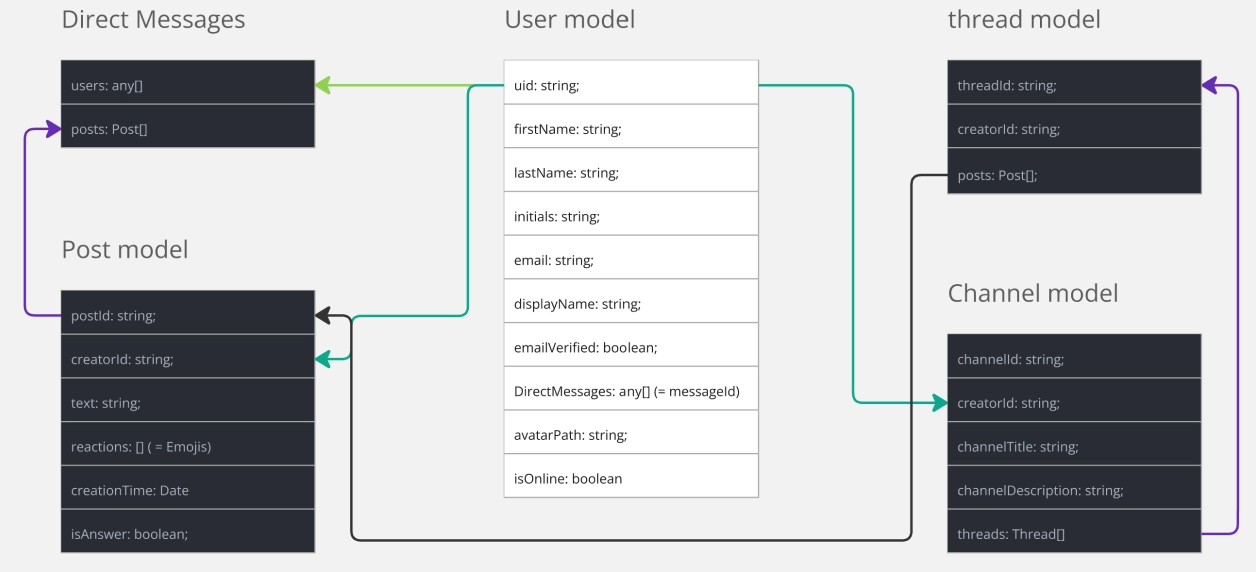 Direct Messages
users: any[]
posts: Post[]
Post model
postId: string;
creatorId: string;
text: string;
reactions: [] ( = Emojis)
creationTime: Date
isAnswer: boolean;
User model
uid: string;
firstName: string;
lastName: string;
initials: string;
email: string;
displayName: string;
emailVerified: boolean;
DirectMessages: any[] (= messageId)
avatarPath: string;
isOnline: boolean
thread model
threadId: string;
creatorId: string;
posts: Post[];
Channel model
channelId: string;
creatorId: string;
channelTitle: string;
channelDescription: string;
threads: Thread[]